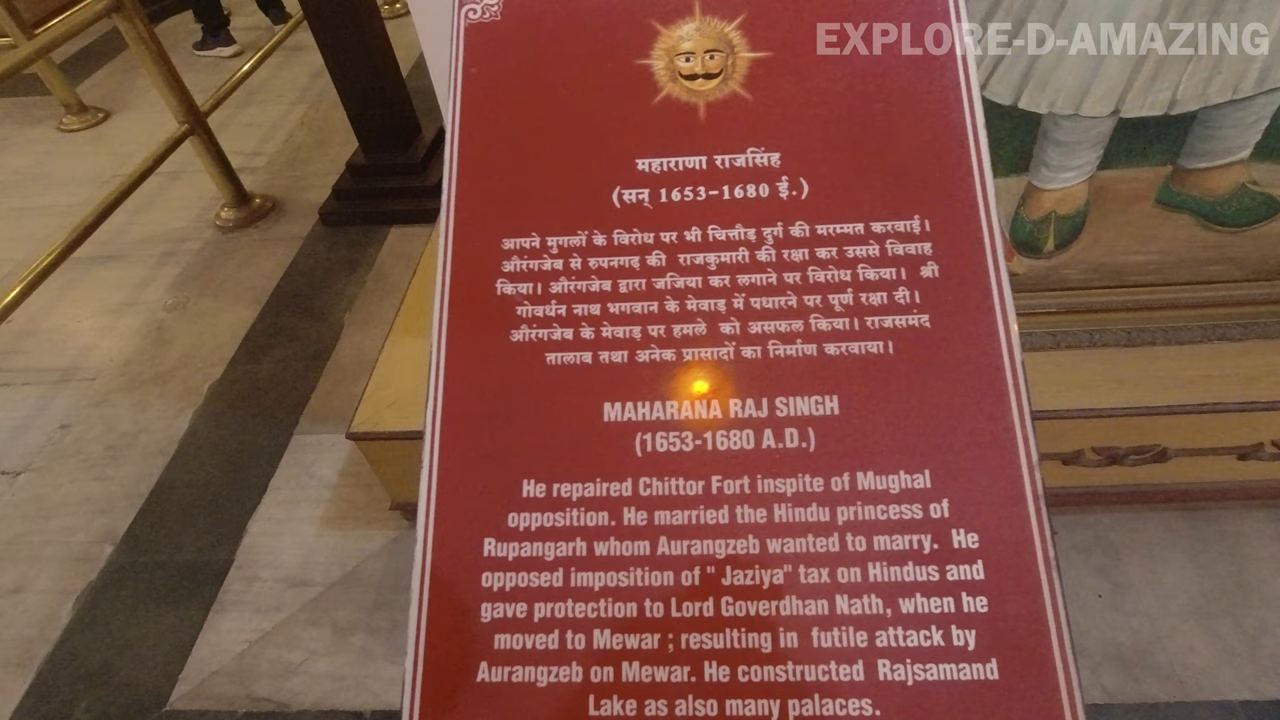 EXPLORE-D-AMAZING
महाराणा राजसिंह
(सन् 1653-1680 ई.)
आपने मुगलों के विरोध पर भी चित्तौड़ दुर्ग की मरम्मत करवाई।
औरंगजेब से रुपनगढ़ की राजकुमारी की रक्षा कर उससे विवाह
किया। औरंगजेब द्वारा जजिया कर लगाने पर विरोध किया। श्री
गोवर्धन नाथ भगवान के मेवाड़ में पधारने पर पूर्ण रक्षा दी।
औरंगजेब के मेवाड़ पर हमले को असफल किया। राजसमंद
तालाब तथा अनेक प्रासादों का निर्माण करवाया।
MAHARANA RAJ SINGH
(1653-1680 A.D.)
He repaired Chittor Fort inspite of Mughal
opposition. He married the Hindu princess of
Rupangarh whom Aurangzeb wanted to marry. He
opposed imposition of " Jaziya" tax on Hindus and
gave protection to Lord Goverdhan Nath, when he
moved to Mewar ; resulting in futile attack by
Aurangzeb on Mewar. He constructed Rajsamand
Lake as also many palaces.